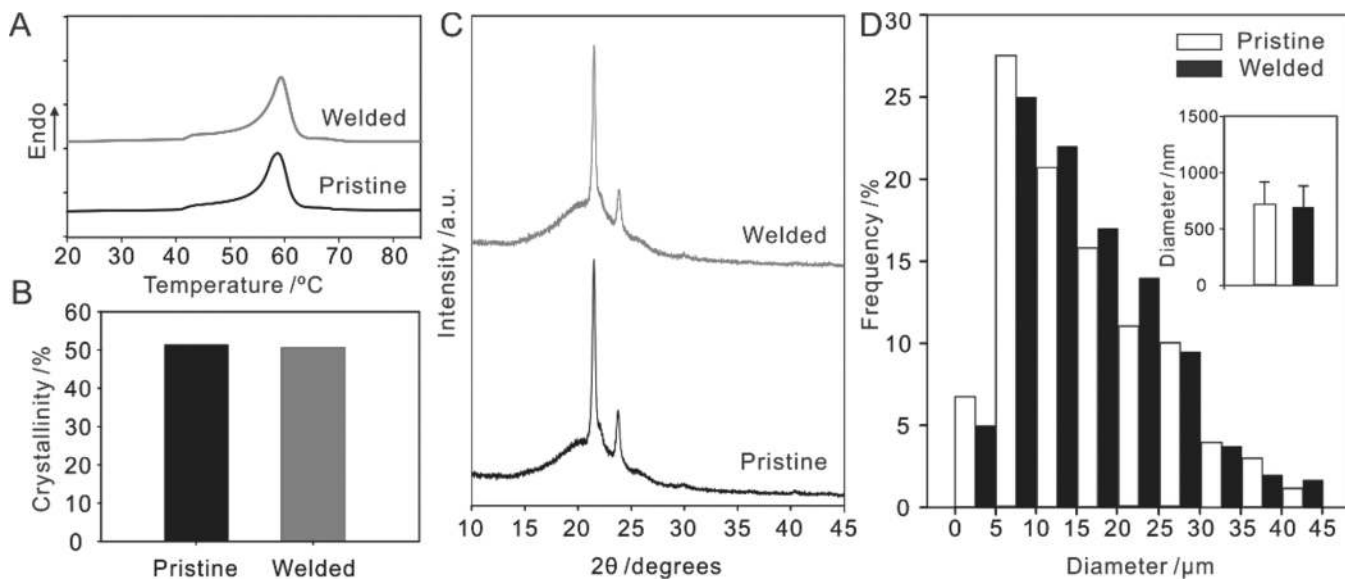 A
Endo
Welded
Pristine
20 30 40 50 60 70 80
Temperature /ºC
B
Crystallinity /%
60
50
40
30
20
10
0
Pristine Welded
C
Intensity /a.u.
Welded
Pristine
10 15 20 25 30 35 40 45
2θ /degrees
D
Frequency /%
30
25
20
15
10
5
0
Pristine
Welded
Diameter /nm
1500
1000
500
0
0 5 10 15 20 25 30 35 40 45
Diameter /μm